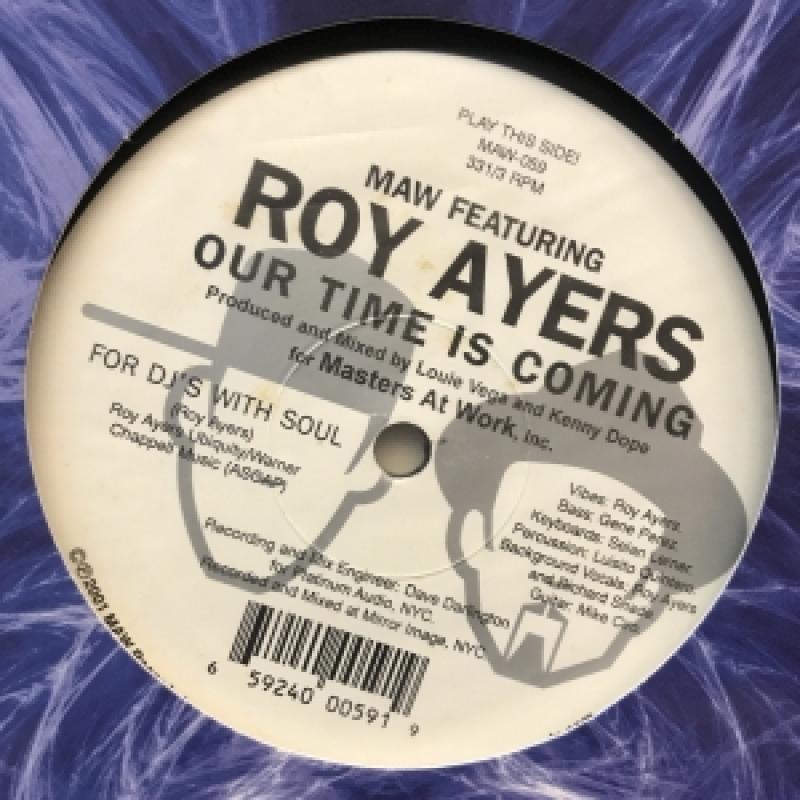 PLAY THIS SIDE!
MAW-059
33 1/3 RPM
MAW FEATURING
ROY AYERS
OUR TIME IS COMING
Produced and Mixed by Louie Vega and Kenny Dope
for Masters At Work, Inc.
FOR DJ'S WITH SOUL
(Roy Ayers)
Roy Ayers Ubiquity/Warner
Chappell Music (ASCAP)
Vibes: Roy Ayers.
Bass: Gene Perez.
Keyboards: Selan Lerner.
Percussion: Luisito Quintero.
Background Vocals: Roy Ayers
and Richard Shade
Guitar: Mike
Recording and Mix Engineer: Dave Darlington
for Platinum Audio, NYC.
Recorded and Mixed at Mirror Image, NYC
6 59240 00591 9
©℗2001 MAW